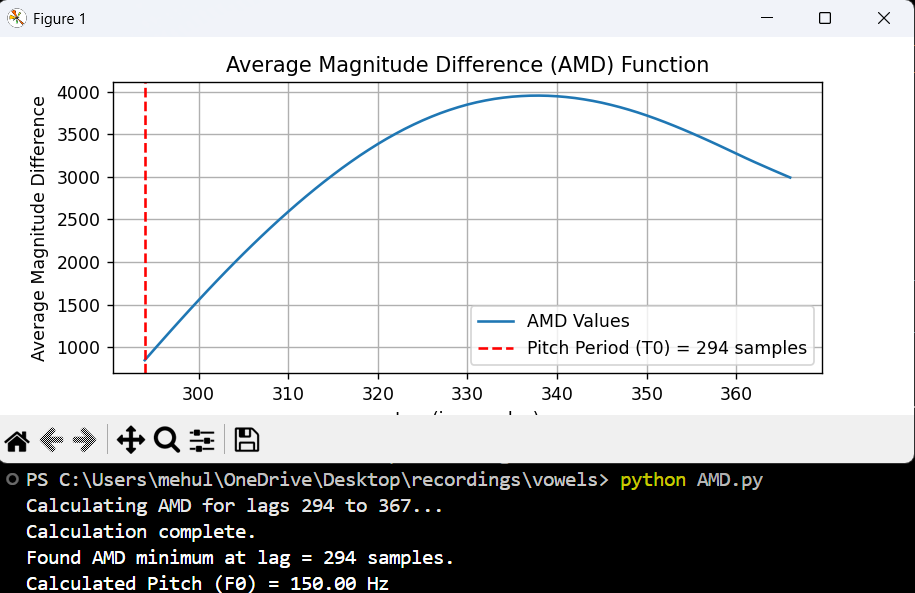 Figure 1
Average Magnitude Difference (AMD) Function
Average Magnitude Difference
4000
3500
3000
2500
2000
1500
1000
AMD Values
Pitch Period (T0) = 294 samples
300 310 320 330 340 350 360
PS C:\Users\mehul\OneDrive\Desktop\recordings\vowels> python AMD.py
Calculating AMD for lags 294 to 367...
Calculation complete.
Found AMD minimum at lag = 294 samples.
Calculated Pitch (F0) = 150.00 Hz